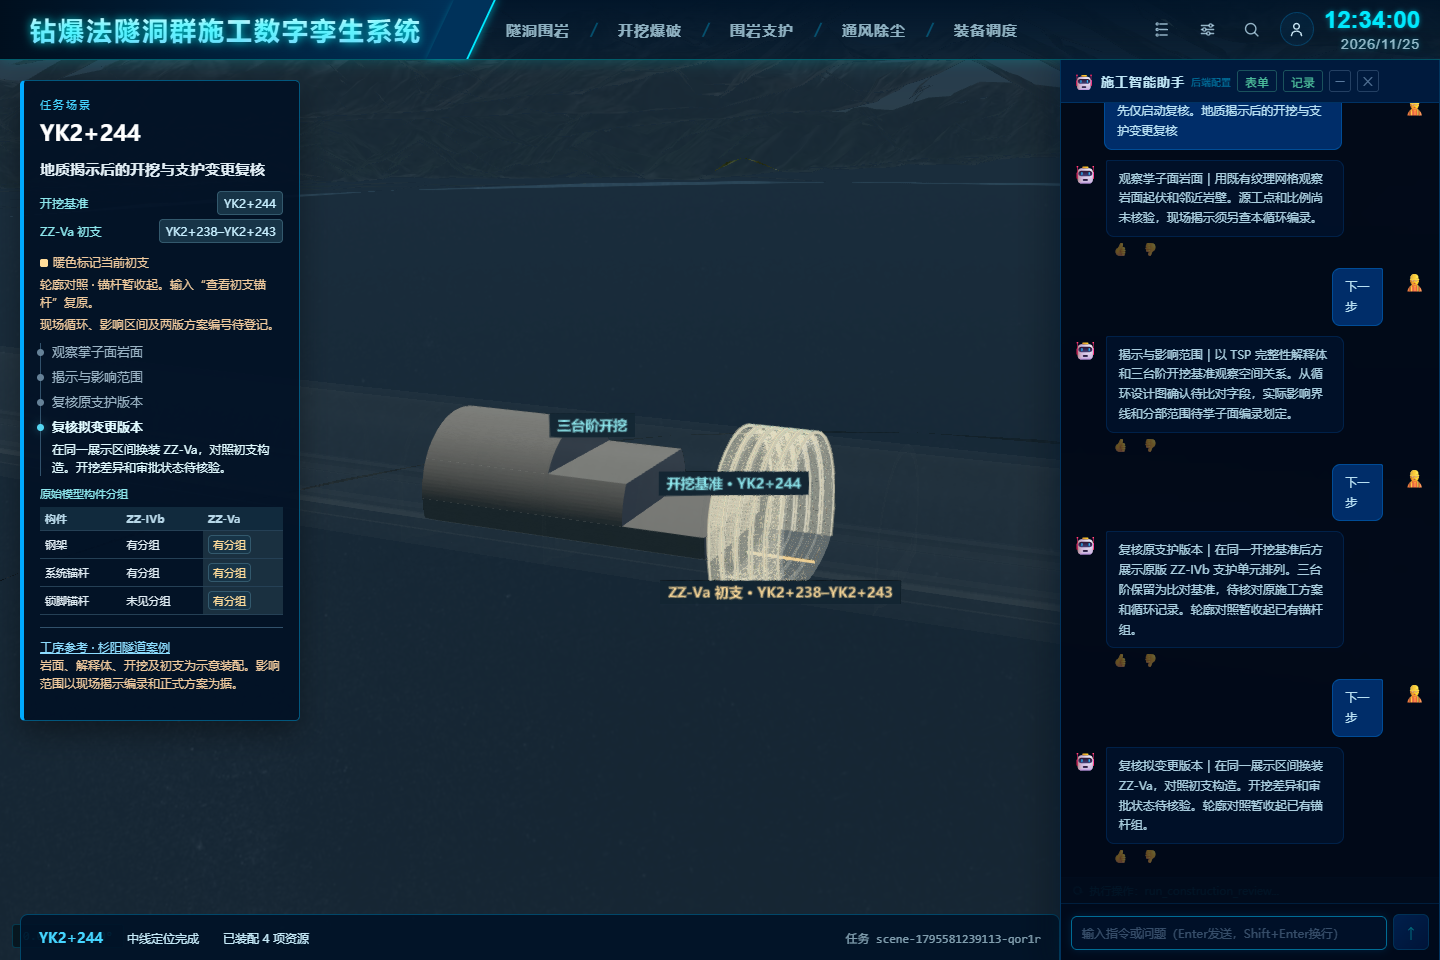 钻爆法隧洞群施工数字孪生系统
隧洞围岩 / 开挖爆破 / 围岩支护 / 通风除尘 / 装备调度
12:34:00
2026/11/25
任务场景
YK2+244
地质揭示后的开挖与支护变更复核
开挖基准 YK2+244
ZZ-Va 初支 YK2+238—YK2+243
暖色标记当前初支
轮廓对照 · 锚杆暂收起。输入“查看初支锚
杆”复原。
现场循环、影响区间及两版方案编号待登记。
观察掌子面岩面
揭示与影响范围
复核原支护版本
复核拟变更版本
在同一展示区间换装 ZZ-Va，对照初支构
造。开挖差异和审批状态待核验。
原始模型构件分组
构件 ZZ-IVb ZZ-Va
钢架 有分组 有分组
系统锚杆 有分组 有分组
锁脚锚杆 未见分组 有分组
工序参考 · 杉阳隧道案例
岩面、解释体、开挖及初支为示意装配。影响
范围以现场揭示编录和正式方案为据。
三台阶开挖
开挖基准 • YK2+244
ZZ-Va 初支 • YK2+238—YK2+243
YK2+244 中线定位完成 已装配 4 项资源
任务 scene-1795581239113-qor1r
施工智能助手 后端配置 表单 记录
先仅启动复核。地质揭示后的开挖与支
护变更复核
观察掌子面岩面 | 用既有纹理网格观察
岩面起伏和邻近岩壁。源工点和比例尚
未核验，现场揭示须另查本循环编录。
下一
步
揭示与影响范围 | 以 TSP 完整性解释体
和三台阶开挖基准观察空间关系。从循
环设计图确认待比对字段，实际影响界
线和分部范围待掌子面编录划定。
下一
步
复核原支护版本 | 在同一开挖基准后方
展示原版 ZZ-IVb 支护单元排列。三台
阶保留为比对基准，待核对原施工方案
和循环记录。轮廓对照暂收起已有锚杆
组。
下一
步
复核拟变更版本 | 在同一展示区间换装
ZZ-Va，对照初支构造。开挖差异和审
批状态待核验。轮廓对照暂收起已有锚
杆组。
输入指令或问题（Enter发送，Shift+Enter换行）